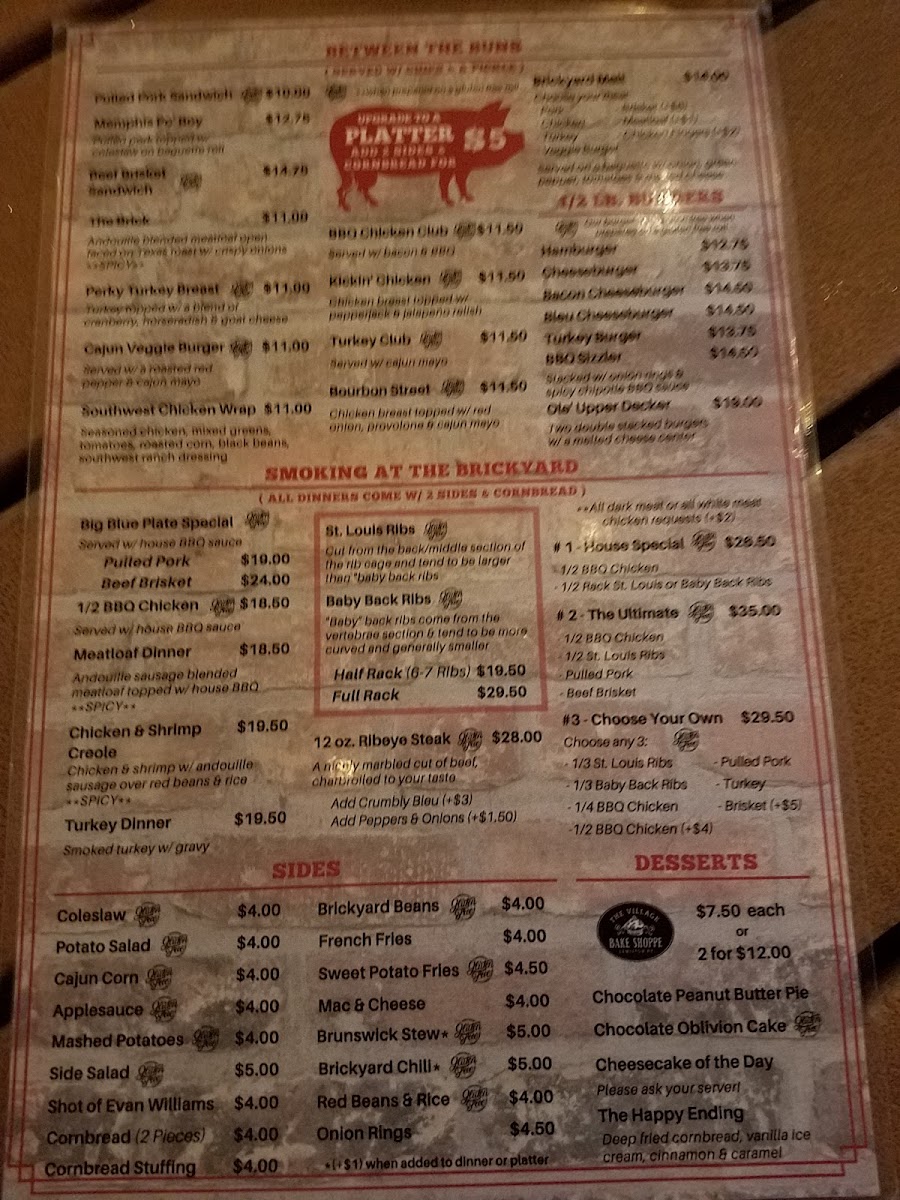 BETWEEN THE BUNS
( SERVED W/ CHIPS & A PICKLE )
Pulled Pork Sandwich $10.00
Memphis Po' Boy $12.75
Pulled pork topped w/
coleslaw on baguette roll
Beef Brisket
Sandwich $14.75
The Brick $11.00
Andouille blended meatloaf open
faced on Texas toast w/ crispy onions
**SPICY**
Perky Turkey Breast $11.00
Turkey topped w/ a blend of
cranberry, horseradish & goat cheese
Cajun Veggie Burger $11.00
Served w/ a roasted red
pepper & cajun mayo
Southwest Chicken Wrap $11.00
Seasoned chicken, mixed greens,
tomatoes, roasted corn, black beans,
southwest ranch dressing
UPGRADE TO A
PLATTER
ADD 2 SIDES &
CORNBREAD FOR
$5
BBQ Chicken Club $11.50
Served w/ bacon & BBQ
Kickin' Chicken $11.50
Chicken breast topped w/
pepperjack & jalapeno relish
Turkey Club $11.50
Served w/ cajun mayo
Bourbon Street $11.50
Chicken breast topped w/ red
onion, provolone & cajun mayo
Brickyard Melt $14.00
Pork
Chicken
Turkey
Veggie Burger
1/2 LB. BURGERS
Hamburger $12.75
Cheeseburger $13.75
Bacon Cheeseburger $14.50
Bleu Cheeseburger $14.50
Turkey Burger $13.75
BBQ Sizzler $14.50
Stacked w/ onion rings &
spicy chipotle BBQ sauce
Ole' Upper Decker $19.00
Two double stacked burgers
w/ a melted cheese center
SMOKING AT THE BRICKYARD
( ALL DINNERS COME W/ 2 SIDES & CORNBREAD )
Big Blue Plate Special
Served w/ house BBQ sauce
Pulled Pork $19.00
Beef Brisket $24.00
1/2 BBQ Chicken $18.50
Served w/ house BBQ sauce
Meatloaf Dinner $18.50
Andouille sausage blended
meatloaf topped w/ house BBQ
**SPICY**
Chicken & Shrimp $19.50
Creole
Chicken & shrimp w/ andouille
sausage over red beans & rice
**SPICY**
Turkey Dinner $19.50
Smoked turkey w/ gravy
St. Louis Ribs
Cut from the back/middle section of
the rib cage and tend to be larger
than "baby back ribs
Baby Back Ribs
"Baby" back ribs come from the
vertebrae section & tend to be more
curved and generally smaller
Half Rack (6-7 Ribs) $19.50
Full Rack $29.50
12 oz. Ribeye Steak $28.00
A nicely marbled cut of beef,
charbroiled to your taste
Add Crumbly Bleu (+$3)
Add Peppers & Onions (+$1.50)
**All dark meat or all white meat
chicken requests (+$2)
# 1 - House Special $26.50
- 1/2 BBQ Chicken
- 1/2 Rack St. Louis or Baby Back Ribs
# 2 - The Ultimate $35.00
- 1/2 BBQ Chicken
- 1/2 St. Louis Ribs
- Pulled Pork
- Beef Brisket
#3 - Choose Your Own $29.50
Choose any 3:
- 1/3 St. Louis Ribs - Pulled Pork
- 1/3 Baby Back Ribs - Turkey
- 1/4 BBQ Chicken - Brisket (+$5)
-1/2 BBQ Chicken (+$4)
SIDES
Coleslaw $4.00
Potato Salad $4.00
Cajun Corn $4.00
Applesauce $4.00
Mashed Potatoes $4.00
Side Salad $5.00
Shot of Evan Williams $4.00
Cornbread (2 Pieces) $4.00
Cornbread Stuffing $4.00
Brickyard Beans $4.00
French Fries $4.00
Sweet Potato Fries $4.50
Mac & Cheese $4.00
Brunswick Stew* $5.00
Brickyard Chili* $5.00
Red Beans & Rice $4.00
Onion Rings $4.50
*(+$1) when added to dinner or platter
DESSERTS
THE VILLAGE
BAKE SHOPPE
$7.50 each
or
2 for $12.00
Chocolate Peanut Butter Pie
Chocolate Oblivion Cake
Cheesecake of the Day
Please ask your server!
The Happy Ending
Deep fried cornbread, vanilla ice
cream, cinnamon & caramel